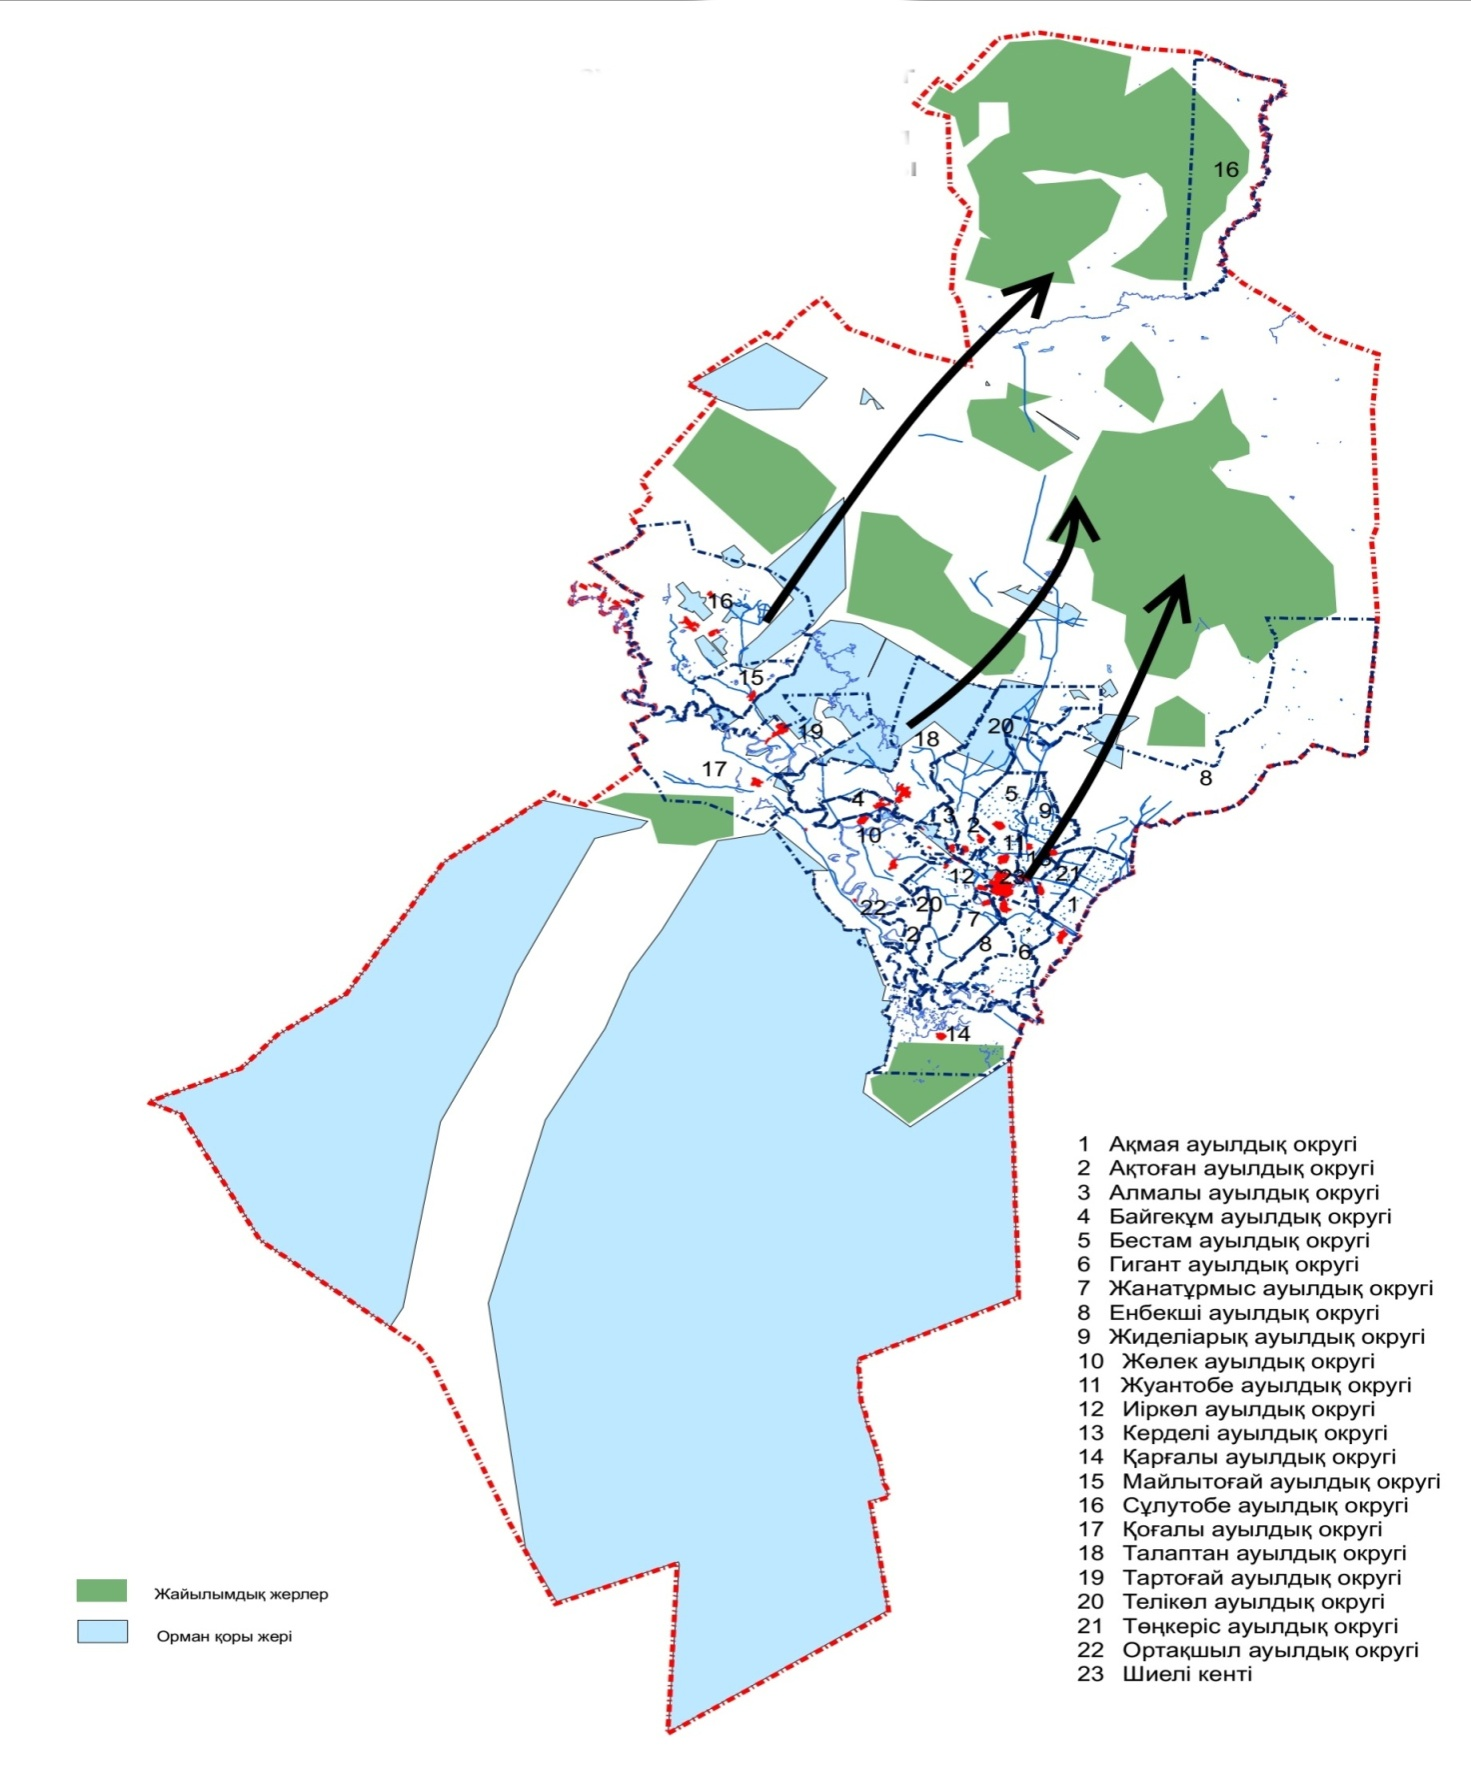 16
16
15
19
18
20
17
8
5
4
9
3
2
10
11
12
23
21
22
20
1
7
2
8
6
14
1 Ақмая ауылдық округі
2 Ақтоған ауылдық округі
3 Алмалы ауылдық округі
4 Байгекұм ауылдық округі
5 Бестам ауылдық округі
6 Гигант ауылдық округі
7 Жанатұрмыс ауылдық округі
8 Енбекші ауылдық округі
9 Жиделіарық ауылдық округі
10 Жөлек ауылдық округі
11 Жуантобе ауылдық округі
12 Иіркөл ауылдық округі
13 Керделі ауылдық округі
14 Қарғалы ауылдық округі
15 Майлытоғай ауылдық округі
16 Сұлутобе ауылдық округі
17 Қоғалы ауылдық округі
18 Талаптан ауылдық округі
19 Тартоғай ауылдық округі
20 Телікөл ауылдық округі
21 Төңкеріс ауылдық округі
22 Ортақшыл ауылдық округі
23 Шиелі кенті
Жайылымдық жерлер
Орман қоры жері